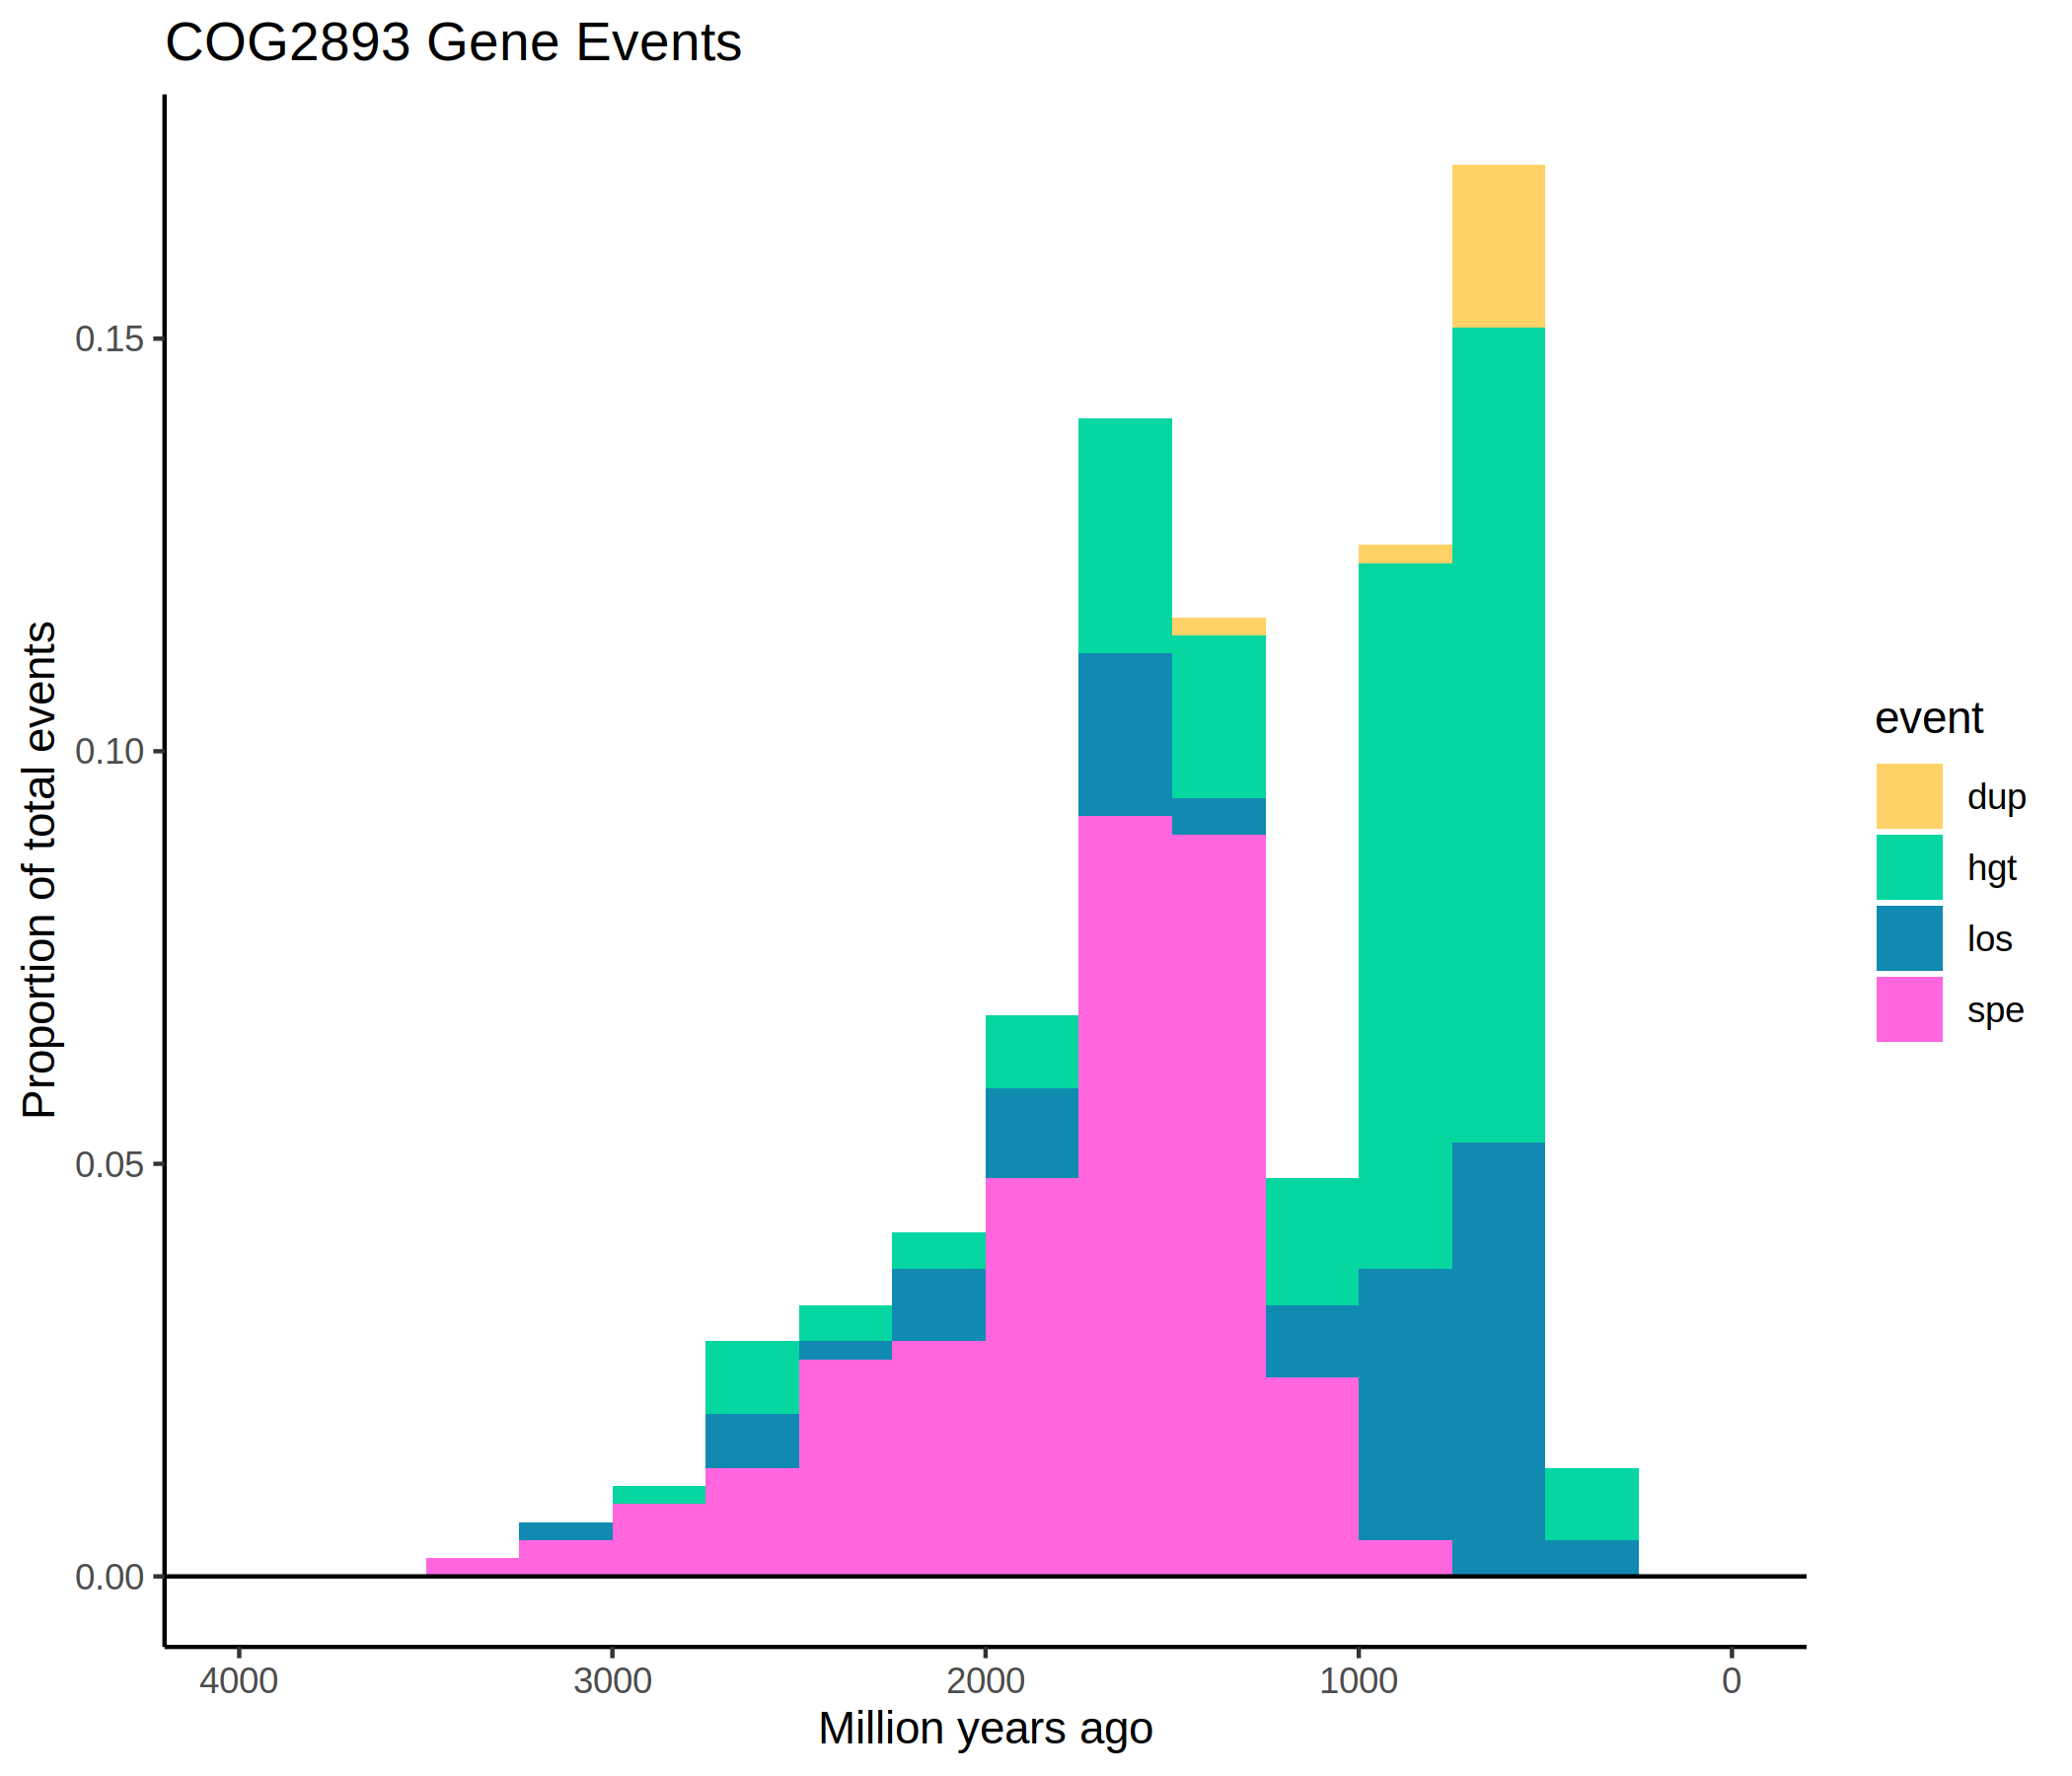 COG2893 Gene Events
Proportion of total events
0.15
0.10
0.05
0.00
4000 3000 2000 1000 0
Million years ago
event
dup
hgt
los
spe